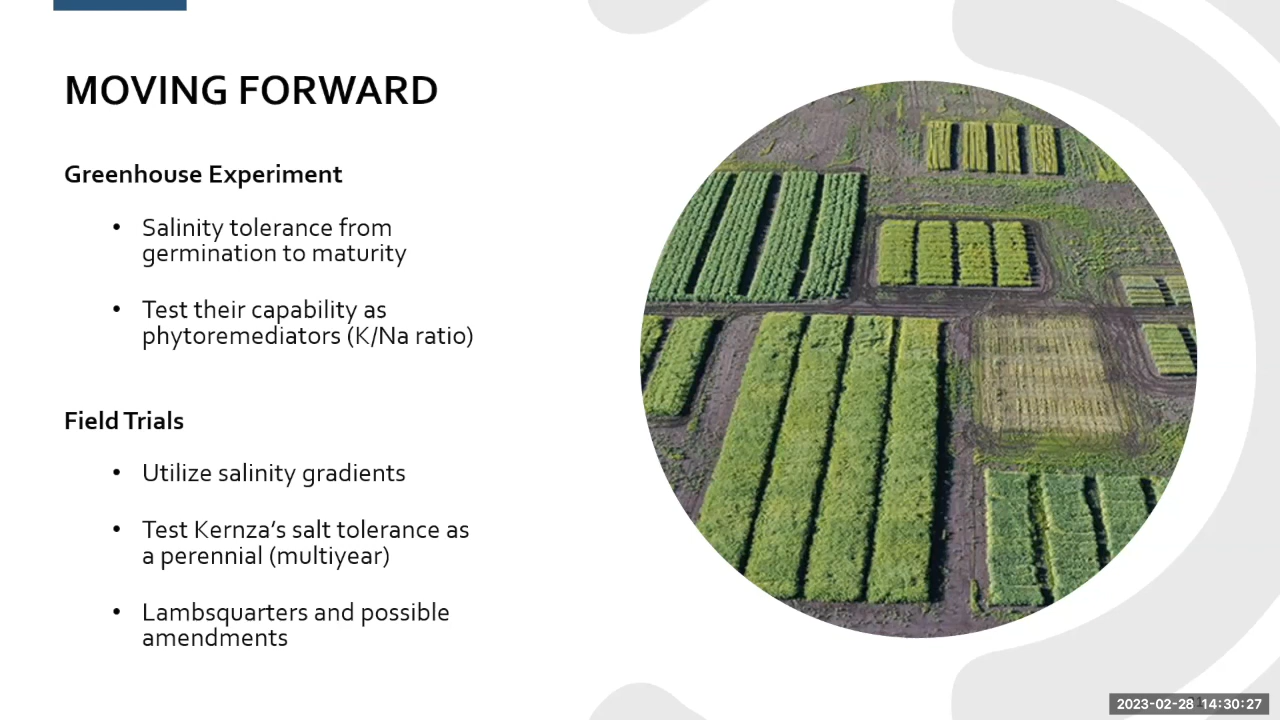 MOVING FORWARD
Greenhouse Experiment
• Salinity tolerance from
germination to maturity
• Test their capability as
phytoremediators (K/Na ratio)
Field Trials
• Utilize salinity gradients
• Test Kernza’s salt tolerance as
a perennial (multiyear)
• Lambsquarters and possible
amendments
2023-02-28 14:30:27